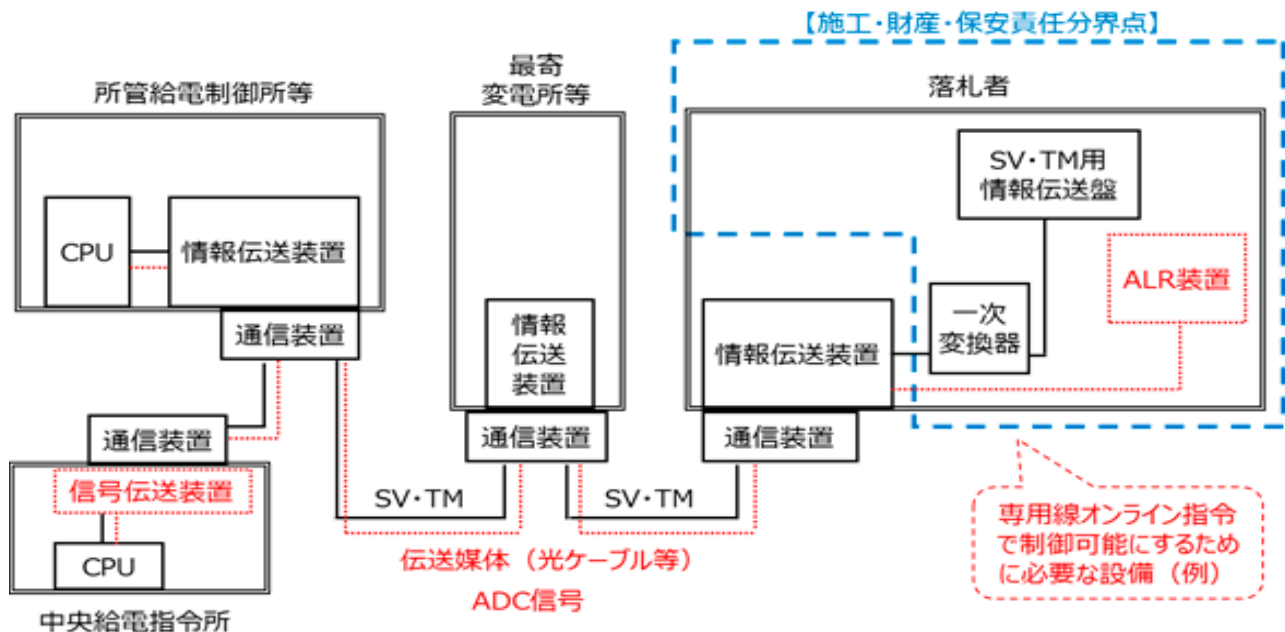 【施工・財産・保安責任分界点】
所管給電制御所等
最寄
変電所等
落札者
SV・TM用
情報伝送盤
CPU
情報伝送装置
ALR装置
通信装置
情報
伝送
装置
情報伝送装置
一次
変換器
通信装置
通信装置
通信装置
信号伝送装置
CPU
中央給電指令所
SV・TM
SV・TM
伝送媒体（光ケーブル等）
ADC信号
専用線オンライン指令
で制御可能にするため
に必要な設備（例）